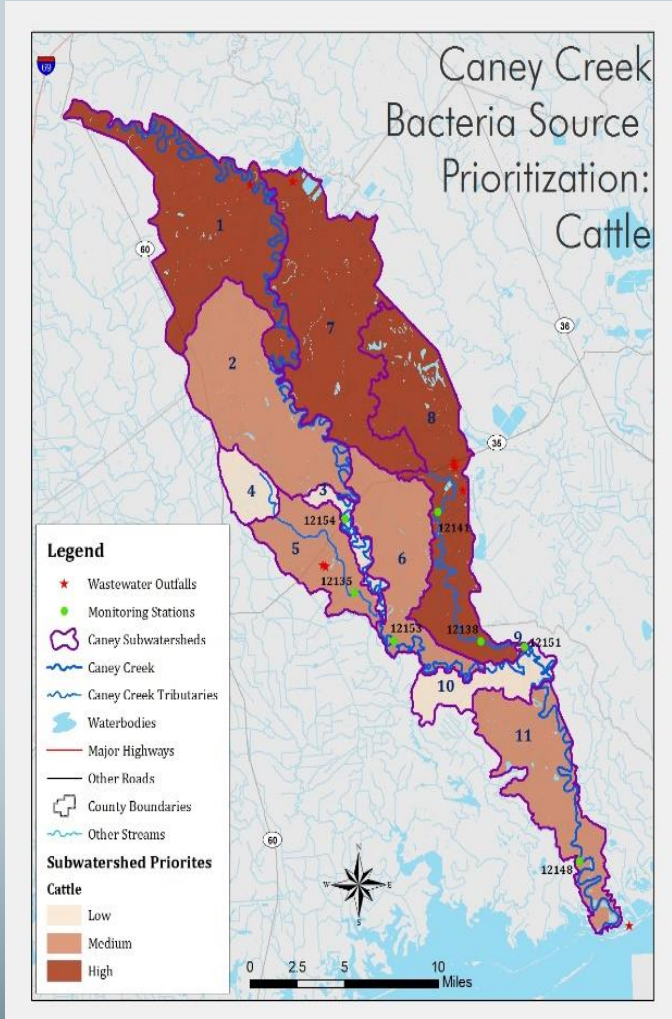 Caney Creek
Bacteria Source
Prioritization:
Cattle
69
60
1
36
7
2
8
35
4
3
12154
12141
5
6
12135
12153
12138
9
12151
10
11
60
12148
Legend
Wastewater Outfalls
Monitoring Stations
Caney Subwatersheds
Caney Creek
Caney Creek Tributaries
Waterbodies
Major Highways
Other Roads
County Boundaries
Other Streams
Subwatershed Priorites
Cattle
Low
Medium
High
N
W
E
S
0 2.5 5 10
Miles